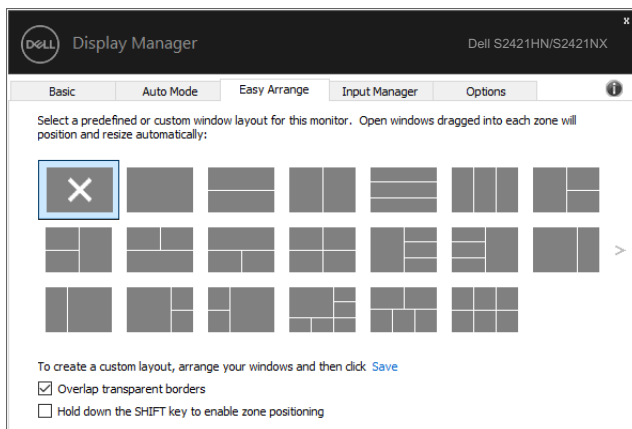 x
DELL Display Manager Dell S2421HN/S2421NX
Basic Auto Mode Easy Arrange Input Manager Options
Select a predefined or custom window layout for this monitor. Open windows dragged into each zone will
position and resize automatically:
To create a custom layout, arrange your windows and then click Save
Overlap transparent borders
Hold down the SHIFT key to enable zone positioning